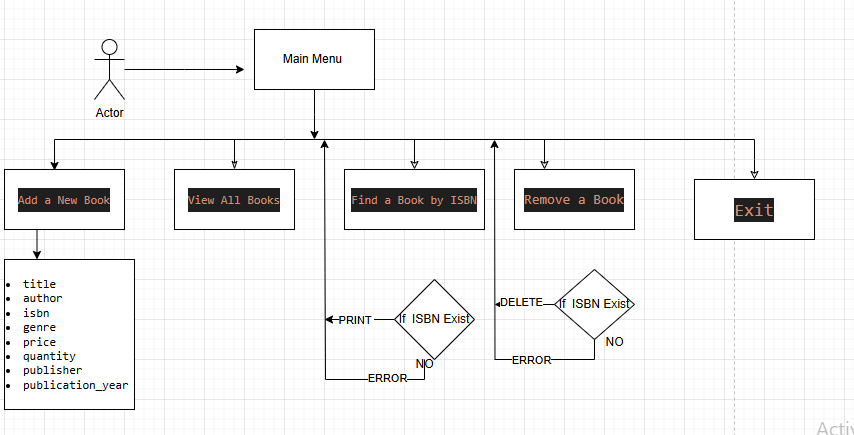 Main Menu
Actor
Add a New Book
View All Books
Find a Book by ISBN
Remove a Book
Exit
title
author
isbn
genre
price
quantity
publisher
publication_year
PRINT
If ISBN Exist
NO
ERROR
DELETE
If ISBN Exist
NO
ERROR
Activ